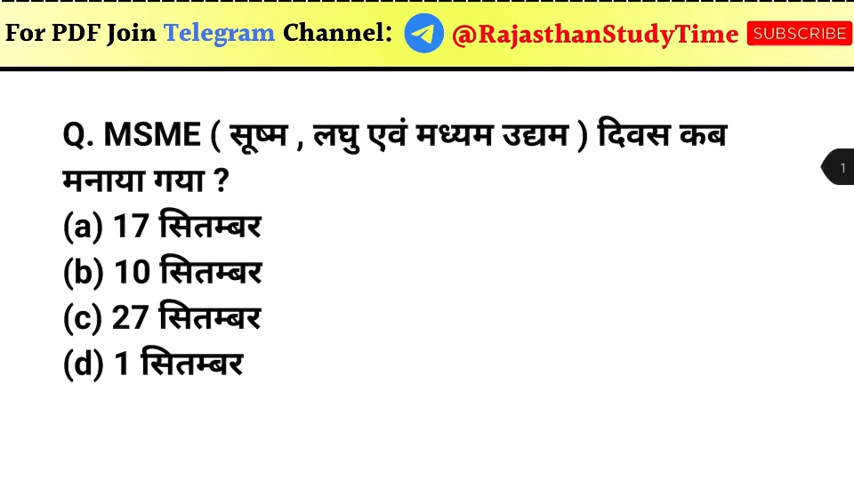 For PDF Join Telegram Channel: @RajasthanStudyTime SUBSCRIBE
Q. MSME ( सूष्म , लघु एवं मध्यम उद्यम ) दिवस कब
मनाया गया ?
1
(a) 17 सितम्बर
(b) 10 सितम्बर
(c) 27 सितम्बर
(d) 1 सितम्बर